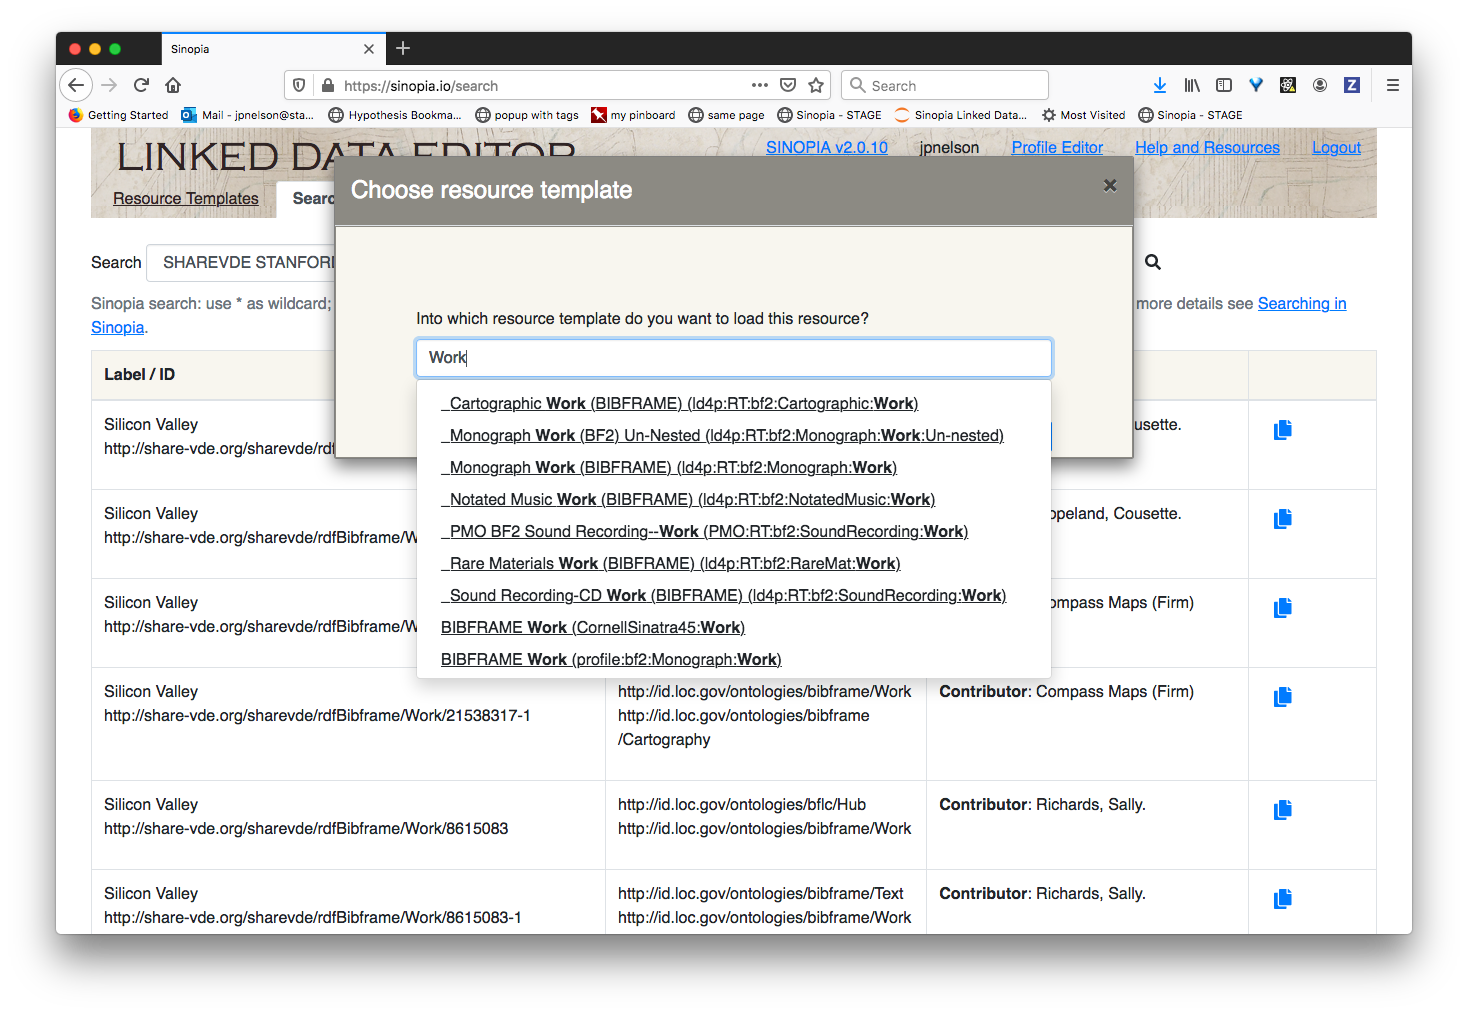 Sinopia
https://sinopia.io/search
Search
Getting Started
Mail - jpnelson@sta...
Hypothesis Bookma...
popup with tags
my pinboard
same page
Sinopia - STAGE
Sinopia Linked Data...
Most Visited
Sinopia - STAGE
LINKED DATA EDITOR
SINOPIA v2.0.10 jpnelson Profile Editor Help and Resources Logout
Resource Templates
Searc
Choose resource template
Search SHAREVDE STANFORI
Sinopia search: use * as wildcard; more details see Searching in
Sinopia.
Into which resource template do you want to load this resource?
Work
_Cartographic Work (BIBFRAME) (ld4p:RT:bf2:Cartographic:Work)
_Monograph Work (BF2) Un-Nested (ld4p:RT:bf2:Monograph:Work:Un-nested)
_Monograph Work (BIBFRAME) (ld4p:RT:bf2:Monograph:Work)
_Notated Music Work (BIBFRAME) (ld4p:RT:bf2:NotatedMusic:Work)
_PMO BF2 Sound Recording--Work (PMO:RT:bf2:SoundRecording:Work)
_Rare Materials Work (BIBFRAME) (ld4p:RT:bf2:RareMat:Work)
_Sound Recording-CD Work (BIBFRAME) (ld4p:RT:bf2:SoundRecording:Work)
BIBFRAME Work (CornellSinatra45:Work)
BIBFRAME Work (profile:bf2:Monograph:Work)
Label / ID
Silicon Valley
http://share-vde.org/sharevde/rdf
usette.
Silicon Valley
http://share-vde.org/sharevde/rdfBibframe/W
opeland, Cousette.
Silicon Valley
http://share-vde.org/sharevde/rdfBibframe/W
ompass Maps (Firm)
Silicon Valley
http://share-vde.org/sharevde/rdfBibframe/Work/21538317-1
http://id.loc.gov/ontologies/bibframe/Work
http://id.loc.gov/ontologies/bibframe
/Cartography
Contributor: Compass Maps (Firm)
Silicon Valley
http://share-vde.org/sharevde/rdfBibframe/Work/8615083
http://id.loc.gov/ontologies/bflc/Hub
http://id.loc.gov/ontologies/bibframe/Work
Contributor: Richards, Sally.
Silicon Valley
http://share-vde.org/sharevde/rdfBibframe/Work/8615083-1
http://id.loc.gov/ontologies/bibframe/Text
http://id.loc.gov/ontologies/bibframe/Work
Contributor: Richards, Sally.